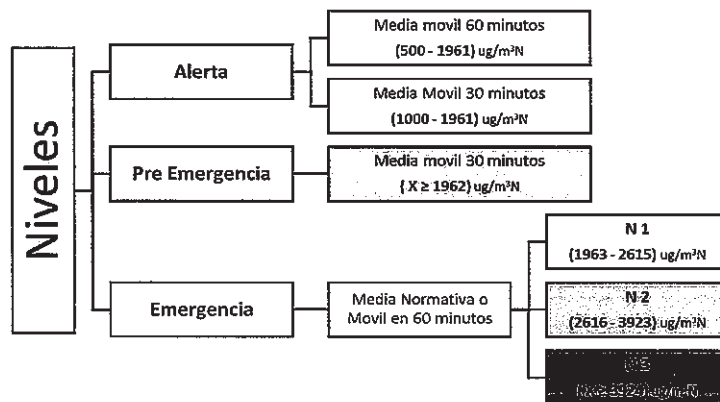 Niveles
Alerta
Media movil 60 minutos
(500 - 1961) ug/m³N
Media Movil 30 minutos
(1000 - 1961) ug/m³N
Pre Emergencia
Media movil 30 minutos
( X ≥ 1962) ug/m³N
Emergencia
Media Normativa o
Movil en 60 minutos
N 1
(1963 - 2615) ug/m³N
N 2
(2616 - 3923) ug/m³N
ug/m³N